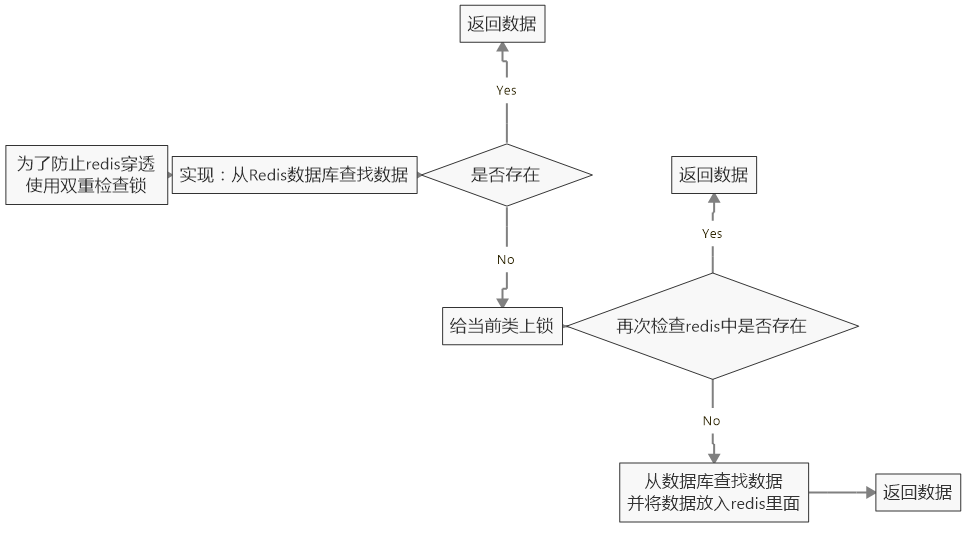 返回数据
Yes
为了防止redis穿透
使用双重检查锁
实现：从Redis数据库查找数据
是否存在
No
返回数据
Yes
给当前类上锁
再次检查redis中是否存在
No
从数据库查找数据
并将数据放入redis里面
返回数据